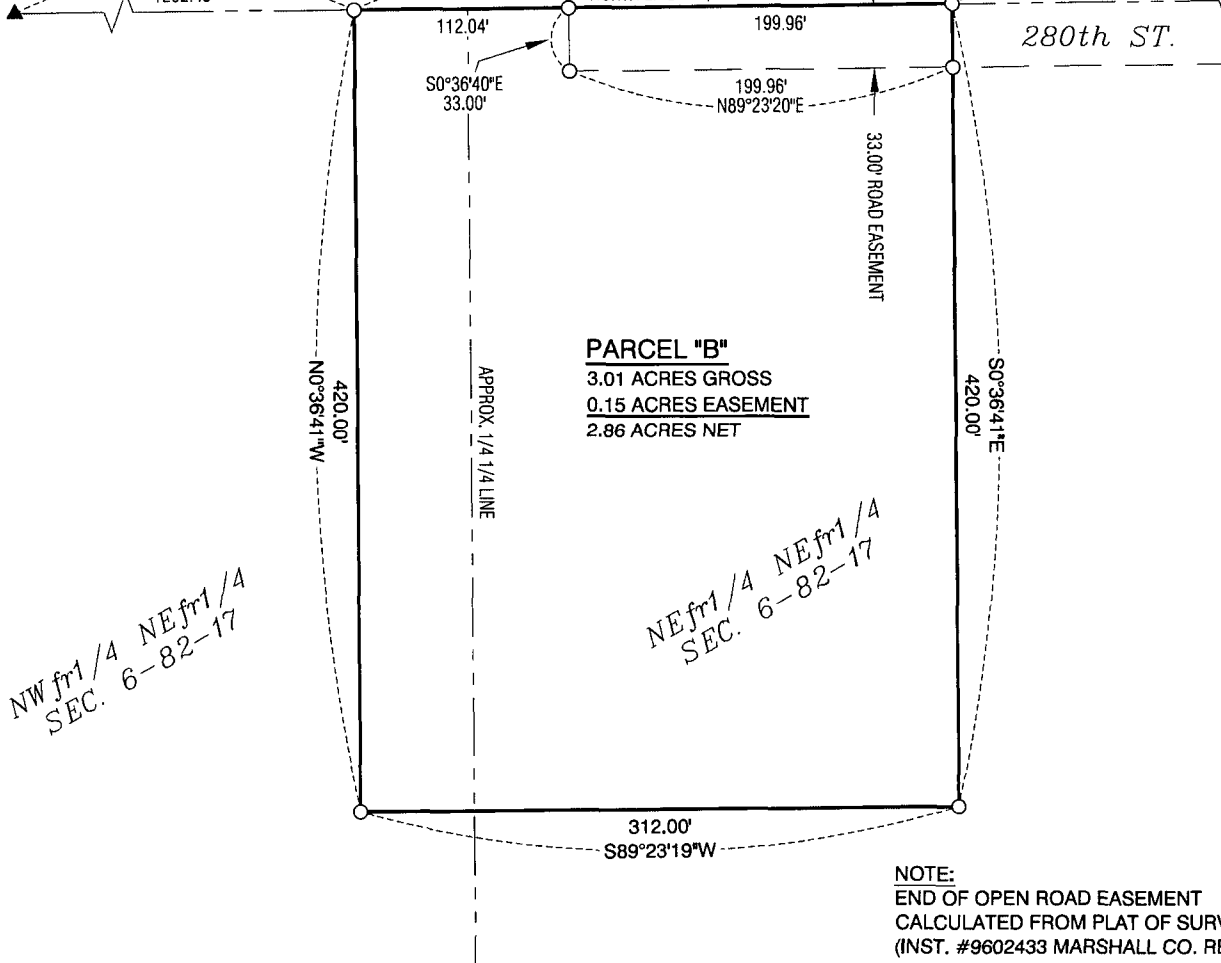 112.04'
199.96'
280th ST.
S0°36'40"E
33.00'
199.96'
N89°23'20"E
33.00' ROAD EASEMENT
PARCEL "B"
3.01 ACRES GROSS
0.15 ACRES EASEMENT
2.86 ACRES NET
APPROX. 1/4 1/4 LINE
420.00'
N0°36'41"W
S0°36'41"E
420.00'
NWfr1/4 NEfr1/4
SEC. 6-82-17
NEfr1/4 NEfr1/4
SEC. 6-82-17
312.00'
S89°23'19"W
NOTE:
END OF OPEN ROAD EASEMENT
CALCULATED FROM PLAT OF SURV
(INST. #9602433 MARSHALL CO. RE